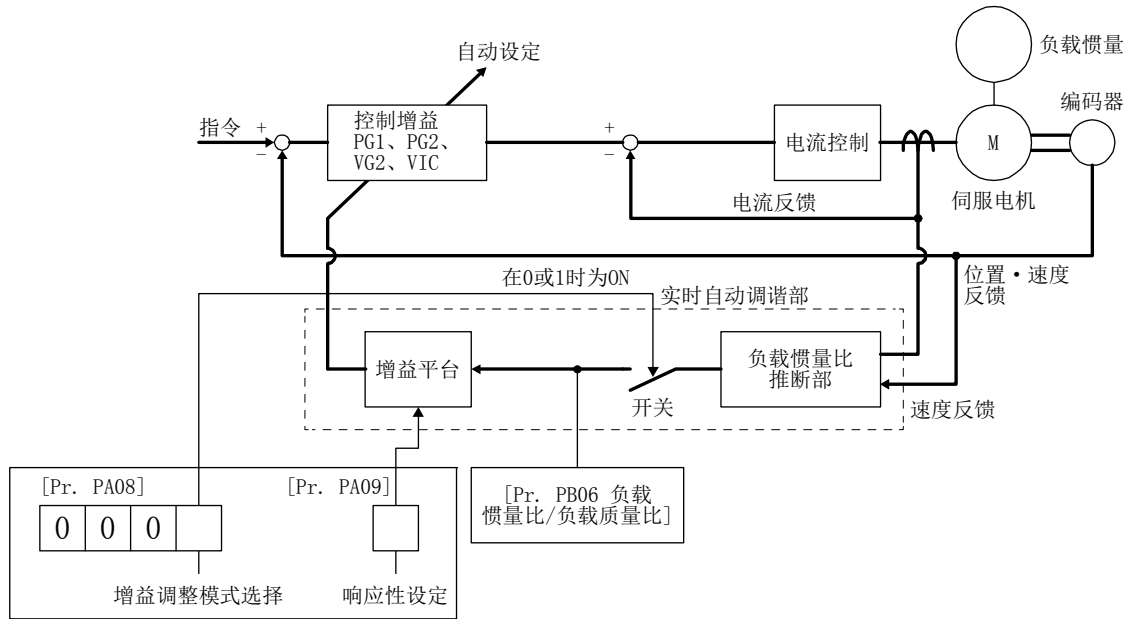 负载惯量
自动设定
编码器
指令
+
−
控制增益
PG1、PG2、
VG2、VIC
+
−
电流控制
M
伺服电机
电流反馈
在0或1时为ON
位置・速度
反馈
实时自动调谐部
增益平台
开关
负载惯量比
推断部
速度反馈
[Pr. PA08]
[Pr. PA09]
[Pr. PB06 负载
惯量比/负载质量比]
0 0 0
增益调整模式选择
响应性设定